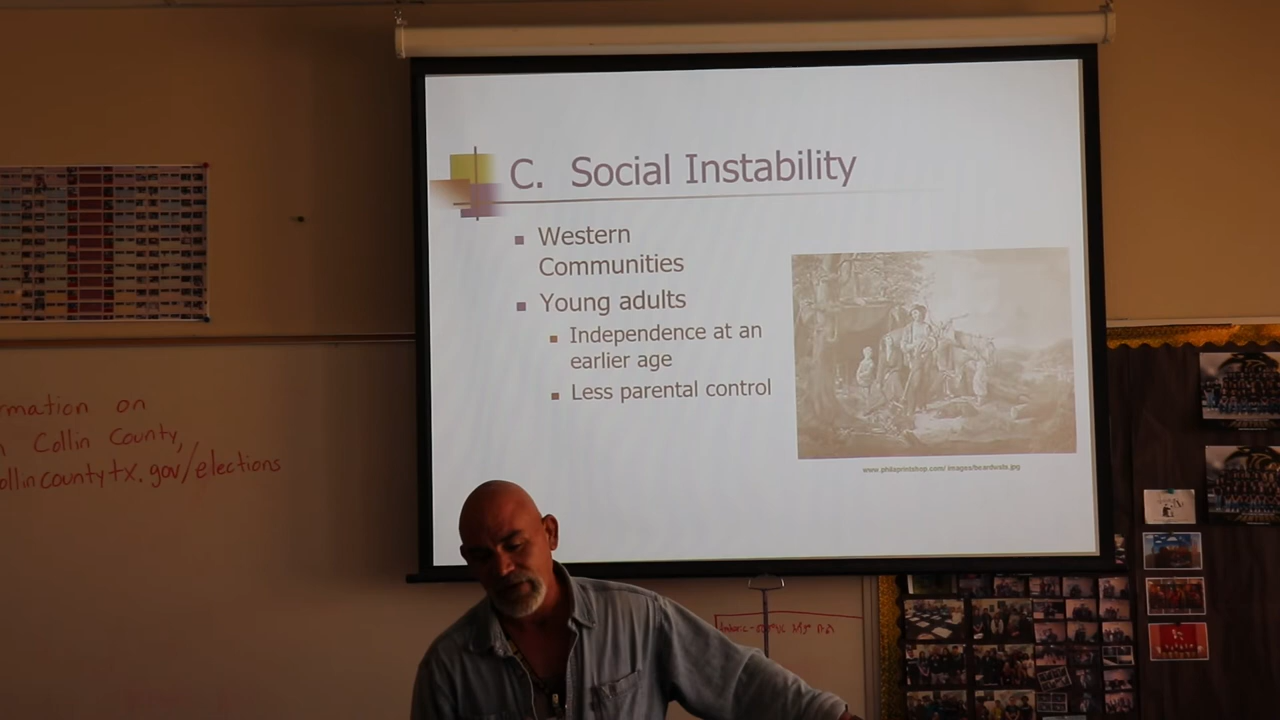 C. Social Instability
Western
Communities
Young adults
Independence at an
earlier age
Less parental control
www.philaprintshop.com/ images/beardwals.jpg
rmation on
Collin County,
ollincountytx.gov/elections